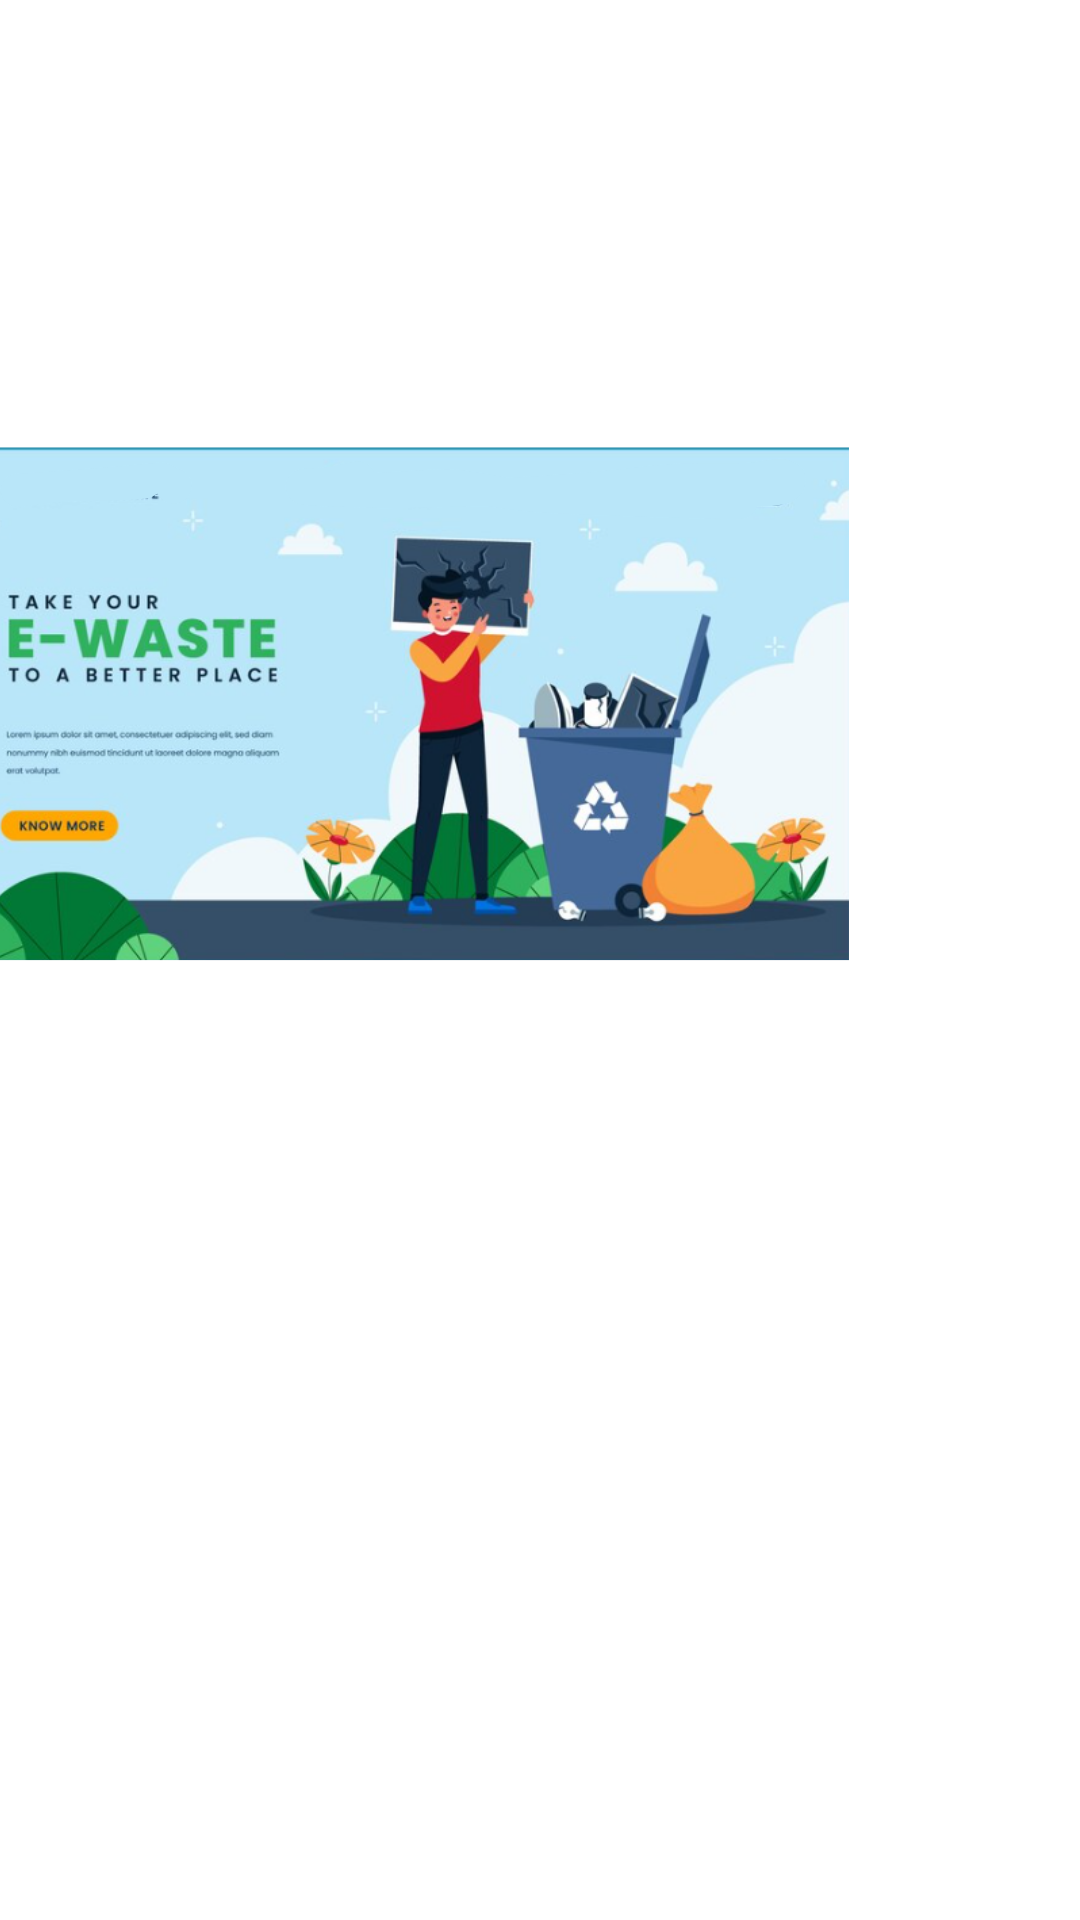 TAKE YOUR
E-WASTE
TO A BETTER PLACE
Lorem ipsum dolor sit amet, consectetuer adipiscing elit, sed diam
nonummy nibh euismod tincidunt ut laoreet dolore magna aliquam
erat volutpat.
KNOW MORE